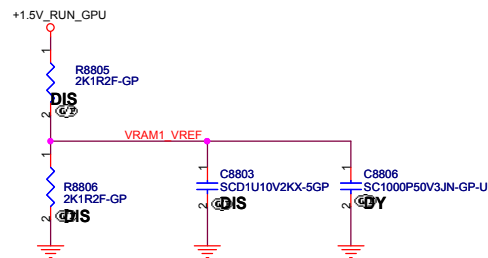 +1.5V_RUN_GPU
1
R8805
2K1R2F-GP
DIS
2
VRAM1_VREF
1
R8806
2K1R2F-GP
DIS
2
1
C8803
SCD1U10V2KX-5GP
DIS
2
1
C8806
SC1000P50V3JN-GP-U
DY
2